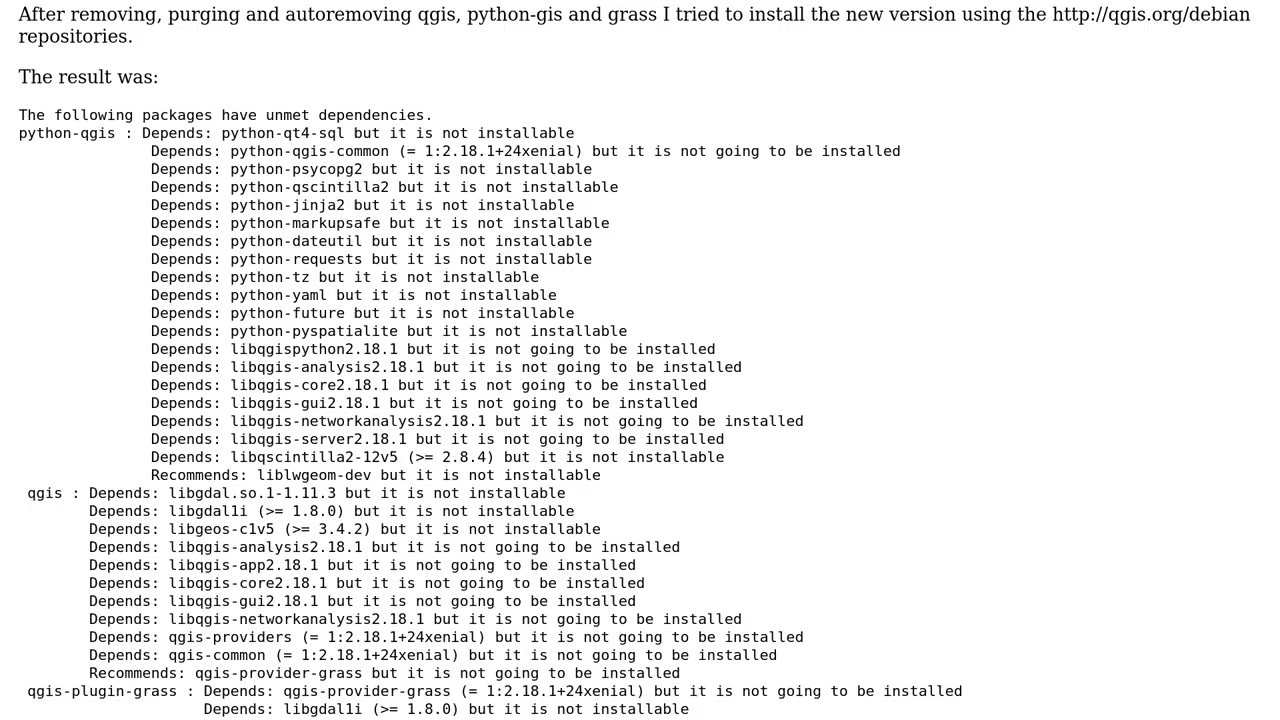 After removing, purging and autoremoving qgis, python-gis and grass I tried to install the new version using the http://qgis.org/debian
repositories.
The result was:
The following packages have unmet dependencies.
python-qgis : Depends: python-qt4-sql but it is not installable
Depends: python-qgis-common (= 1:2.18.1+24xenial) but it is not going to be installed
Depends: python-psycopg2 but it is not installable
Depends: python-qscintilla2 but it is not installable
Depends: python-jinja2 but it is not installable
Depends: python-markupsafe but it is not installable
Depends: python-dateutil but it is not installable
Depends: python-requests but it is not installable
Depends: python-tz but it is not installable
Depends: python-yaml but it is not installable
Depends: python-future but it is not installable
Depends: python-pyspatialite but it is not installable
Depends: libqgispython2.18.1 but it is not going to be installed
Depends: libqgis-analysis2.18.1 but it is not going to be installed
Depends: libqgis-core2.18.1 but it is not going to be installed
Depends: libqgis-gui2.18.1 but it is not going to be installed
Depends: libqgis-networkanalysis2.18.1 but it is not going to be installed
Depends: libqgis-server2.18.1 but it is not going to be installed
Depends: libqscintilla2-12v5 (>= 2.8.4) but it is not installable
Recommends: liblwgeom-dev but it is not installable
qgis : Depends: libgdal.so.1-1.11.3 but it is not installable
Depends: libgdal1i (>= 1.8.0) but it is not installable
Depends: libgeos-c1v5 (>= 3.4.2) but it is not installable
Depends: libqgis-analysis2.18.1 but it is not going to be installed
Depends: libqgis-app2.18.1 but it is not going to be installed
Depends: libqgis-core2.18.1 but it is not going to be installed
Depends: libqgis-gui2.18.1 but it is not going to be installed
Depends: libqgis-networkanalysis2.18.1 but it is not going to be installed
Depends: qgis-providers (= 1:2.18.1+24xenial) but it is not going to be installed
Depends: qgis-common (= 1:2.18.1+24xenial) but it is not going to be installed
Recommends: qgis-provider-grass but it is not going to be installed
qgis-plugin-grass : Depends: qgis-provider-grass (= 1:2.18.1+24xenial) but it is not going to be installed
Depends: libgdal1i (>= 1.8.0) but it is not installable